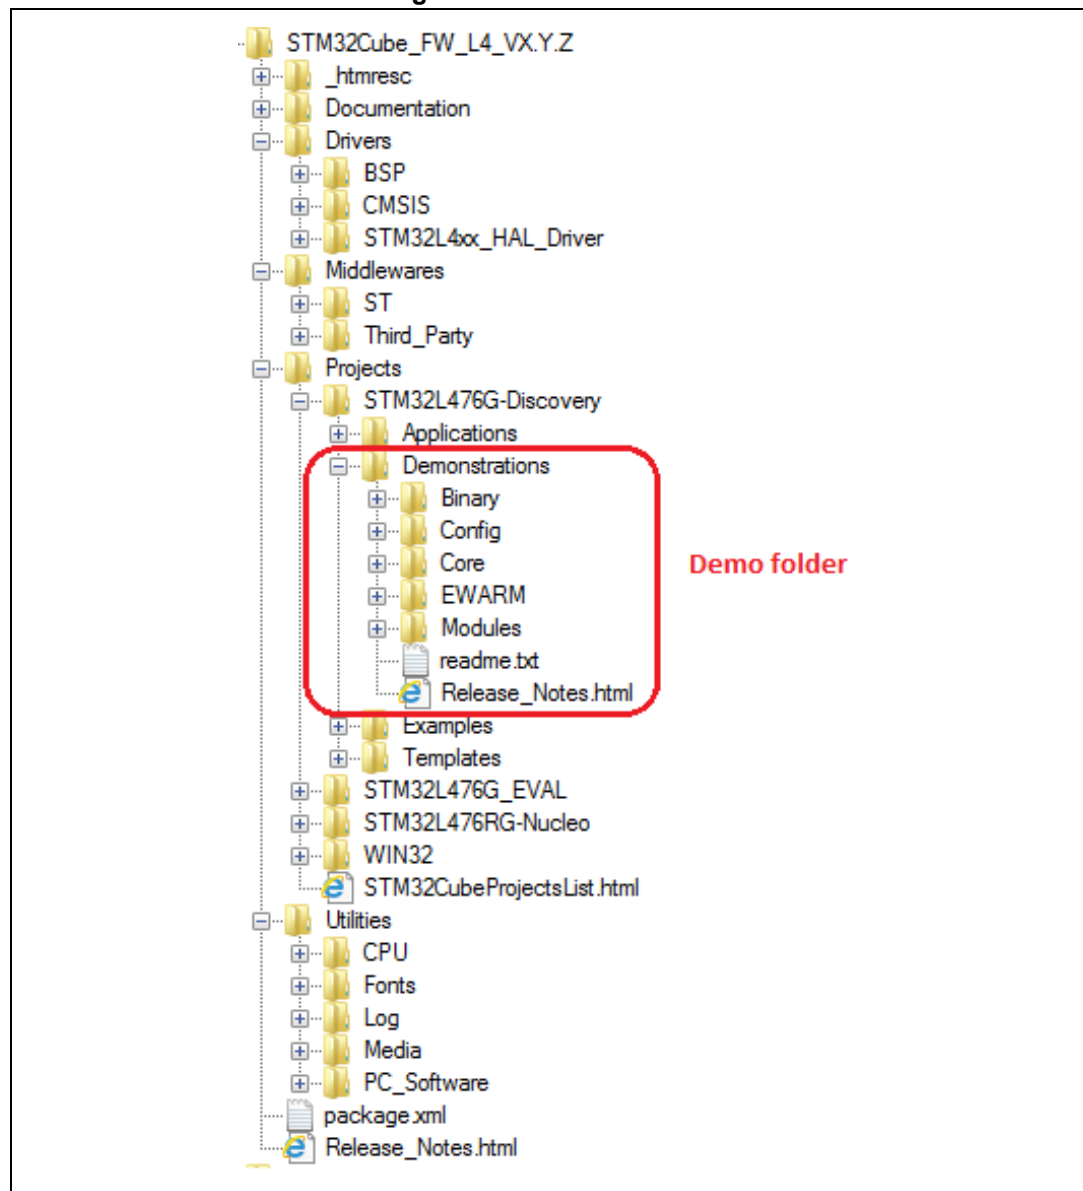 STM32Cube_FW_L4_VX.Y.Z
_htmresc
Documentation
Drivers
BSP
CMSIS
STM32L4xx_HAL_Driver
Middlewares
ST
Third_Party
Projects
STM32L476G-Discovery
Applications
Demonstrations
Binary
Config
Core
Demo folder
EWARM
Modules
readme.txt
Release_Notes.html
Examples
Templates
STM32L476G_EVAL
STM32L476RG-Nucleo
WIN32
STM32CubeProjectsList.html
Utilities
CPU
Fonts
Log
Media
PC_Software
package.xml
Release_Notes.html